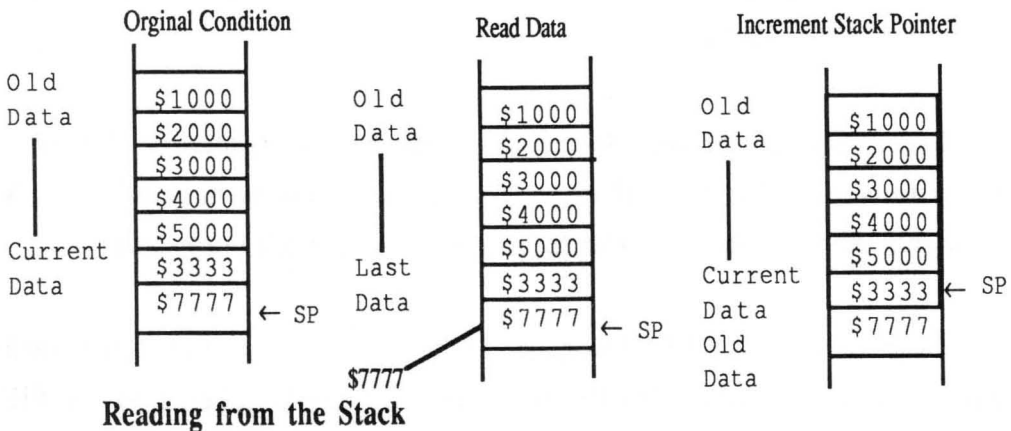 Orginal Condition
Old
Data
Current
Data
$1000
$2000
$3000
$4000
$5000
$3333
$7777
← SP
Read Data
Old
Data
Last
Data
$1000
$2000
$3000
$4000
$5000
$3333
$7777
← SP
$7777
Increment Stack Pointer
Old
Data
Current
Data
Old
Data
$1000
$2000
$3000
$4000
$5000
$3333
$7777
← SP
Reading from the Stack